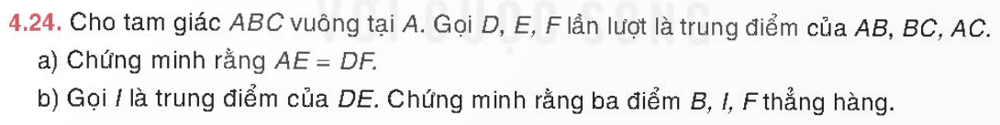 4.24. Cho tam giác ABC vuông tại A. Gọi D, E, F lần lượt là trung điểm của AB, BC, AC.
a) Chứng minh rằng AE = DF.
b) Gọi I là trung điểm của DE. Chứng minh rằng ba điểm B, I, F thẳng hàng.